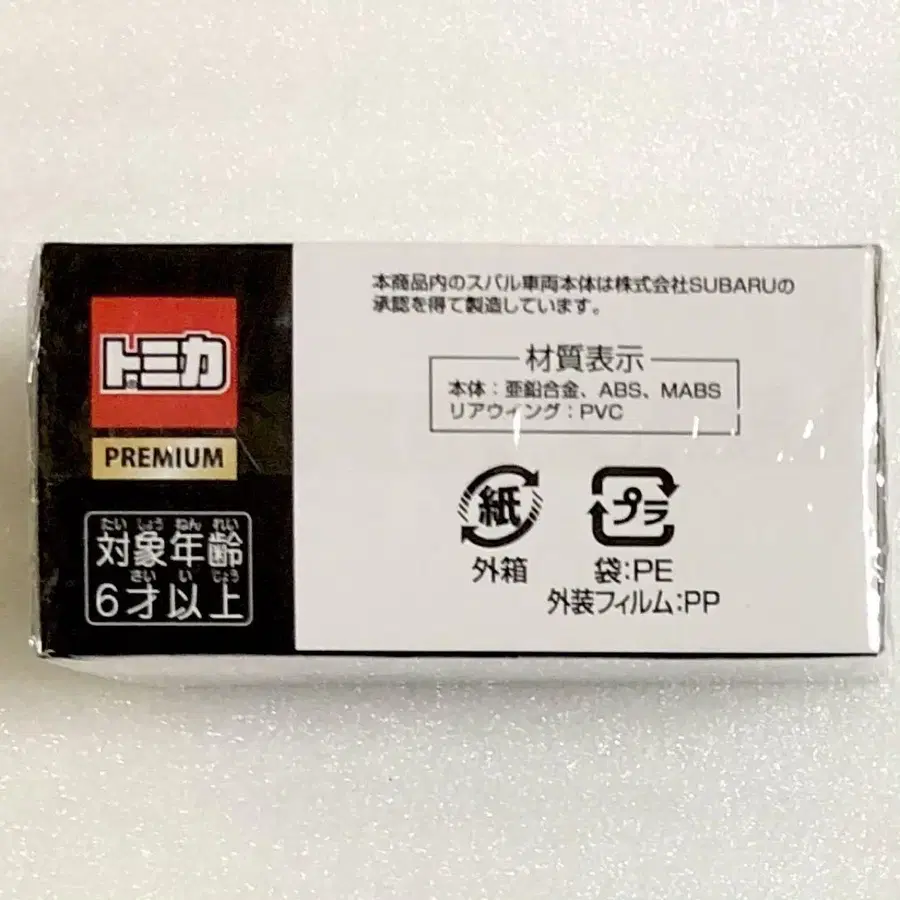 トミカ®
PREMIUM
たいしょうねんれい
対象年齢
さいいじょう
6才以上
本商品内のスバル車両本体は株式会社SUBARUの
承認を得て製造しています。
材質表示
本体：亜鉛合金、ABS、MABS
リアウィング：PVC
紙
外箱
プラ
袋:PE
外装フィルム:PP